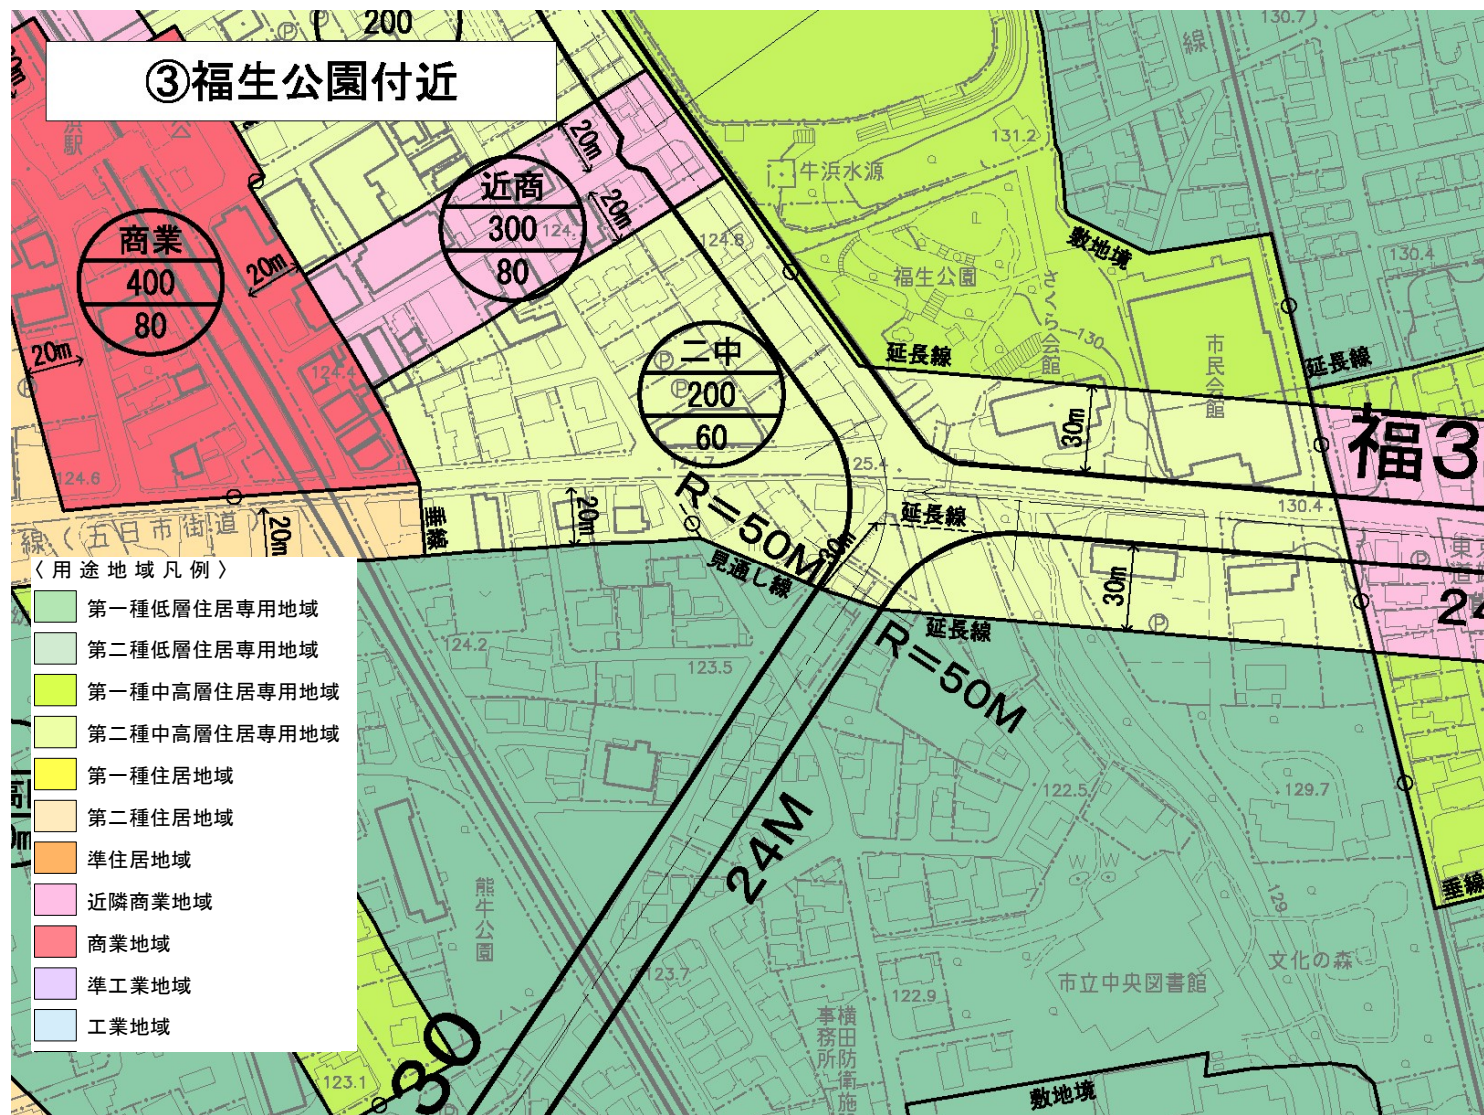 ③福生公園付近
200
130.7
線
131.2
牛浜水源
20m
20m
近商
300
80
124.8
敷地境
130.4
福生公園
さくら会館
130
市民会館
商業
400
80
20m
20m
124.4
延長線
延長線
二中
200
60
30m
福3
124.6
124.7
25.4
130.4
R=50M
延長線
20m
垂線
20m
線(五日市街道)
30m
見通し線
30m
延長線
R=50M
24
〈用途地域凡例〉
第一種低層住居専用地域
第二種低層住居専用地域
第一種中高層住居専用地域
第二種中高層住居専用地域
第一種住居地域
第二種住居地域
準住居地域
近隣商業地域
商業地域
準工業地域
工業地域
124.2
123.5
122.5
129.7
24M
W W
垂線
129
熊牛公園
123.7
122.9
市立中央図書館
文化の森
横田防衛施
事務所
30
123.1
敷地境